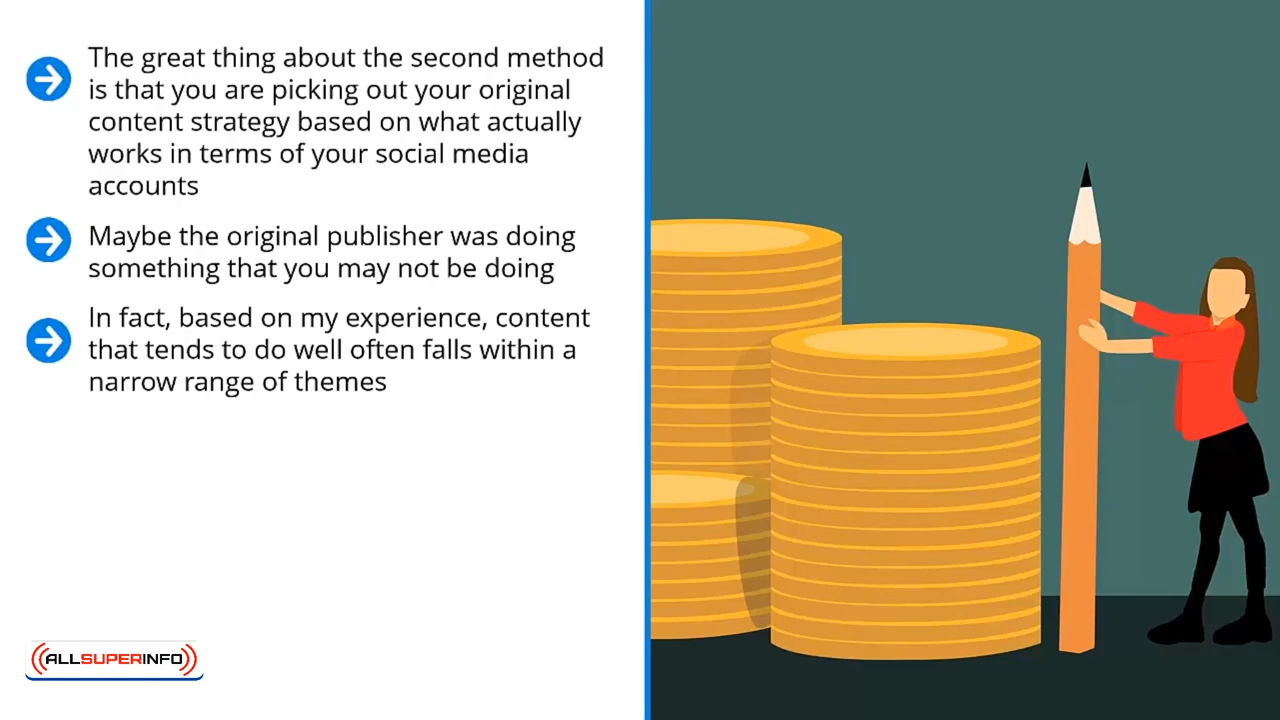 The great thing about the second method
is that you are picking out your original
content strategy based on what actually
works in terms of your social media
accounts
Maybe the original publisher was doing
something that you may not be doing
In fact, based on my experience, content
that tends to do well often falls within a
narrow range of themes
ALLSUPERINFO